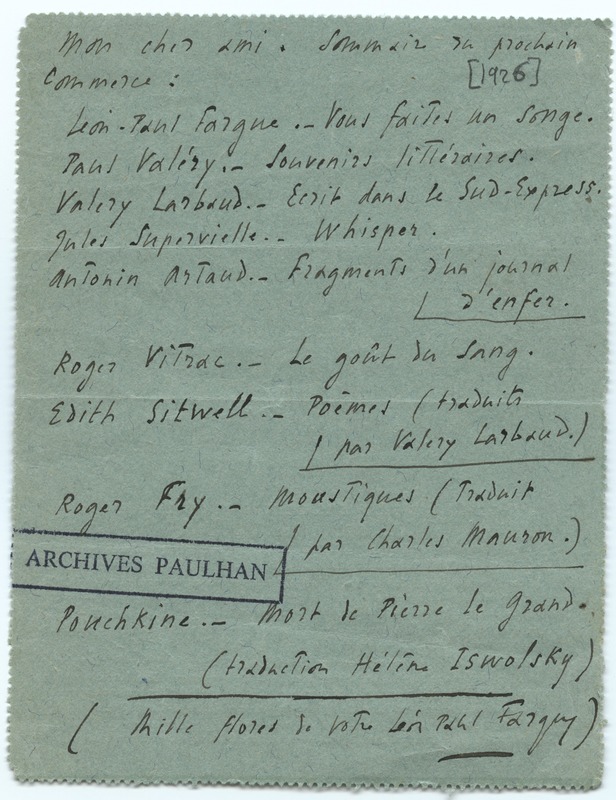 Mon cher ami. Sommaire du prochain
Commerce :
[1926]
Léon-Paul Fargue.– Vous faites un songe.
Paul Valéry.– Souvenirs littéraires.
Valery Larbaud.– Ecrit dans le Sud-Express.
Jules Supervielle.– Whisper.
Antonin Artaud.– Fragments d'un journal
d'enfer.
Roger Vitrac.– Le goût du sang.
Edith Sitwell.– Poèmes (traduits
par Valery Larbaud.)
Roger Fry.– Moustiques (Traduit
par Charles Mauron.)
ARCHIVES PAULHAN
Pouchkine.– Mort de Pierre le Grand.
(traduction Hélène Iswolsky)
( Mille de votre Léon Paul Fargue)